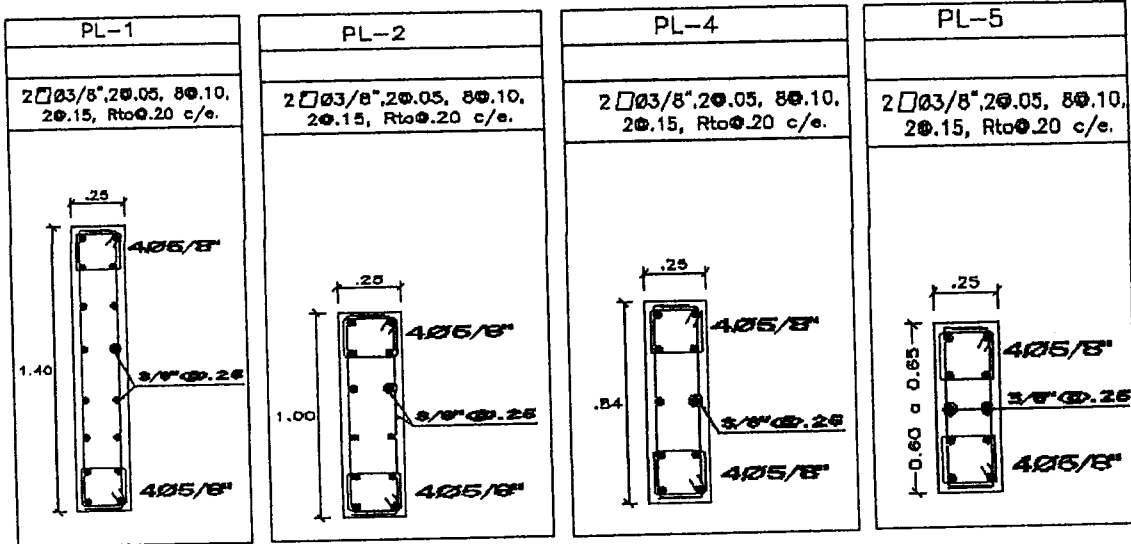 PL-1
2 Ø3/8",2@.05, 8@.10,
2@.15, Rto@.20 c/e.
.25
4Ø5/8"
1.40
3/8"@.25
4Ø5/8"
PL-2
2 Ø3/8",2@.05, 8@.10,
2@.15, Rto@.20 c/e.
.25
4Ø5/8"
1.00
3/8"@.25
4Ø5/8"
PL-4
2 Ø3/8",2@.05, 8@.10,
2@.15, Rto@.20 c/e.
.25
4Ø5/8"
3/8"@.25
4Ø5/8"
PL-5
2 Ø3/8",2@.05, 8@.10,
2@.15, Rto@.20 c/e.
.25
4Ø5/8"
0.60 a 0.65
3/8"@.25
4Ø5/8"